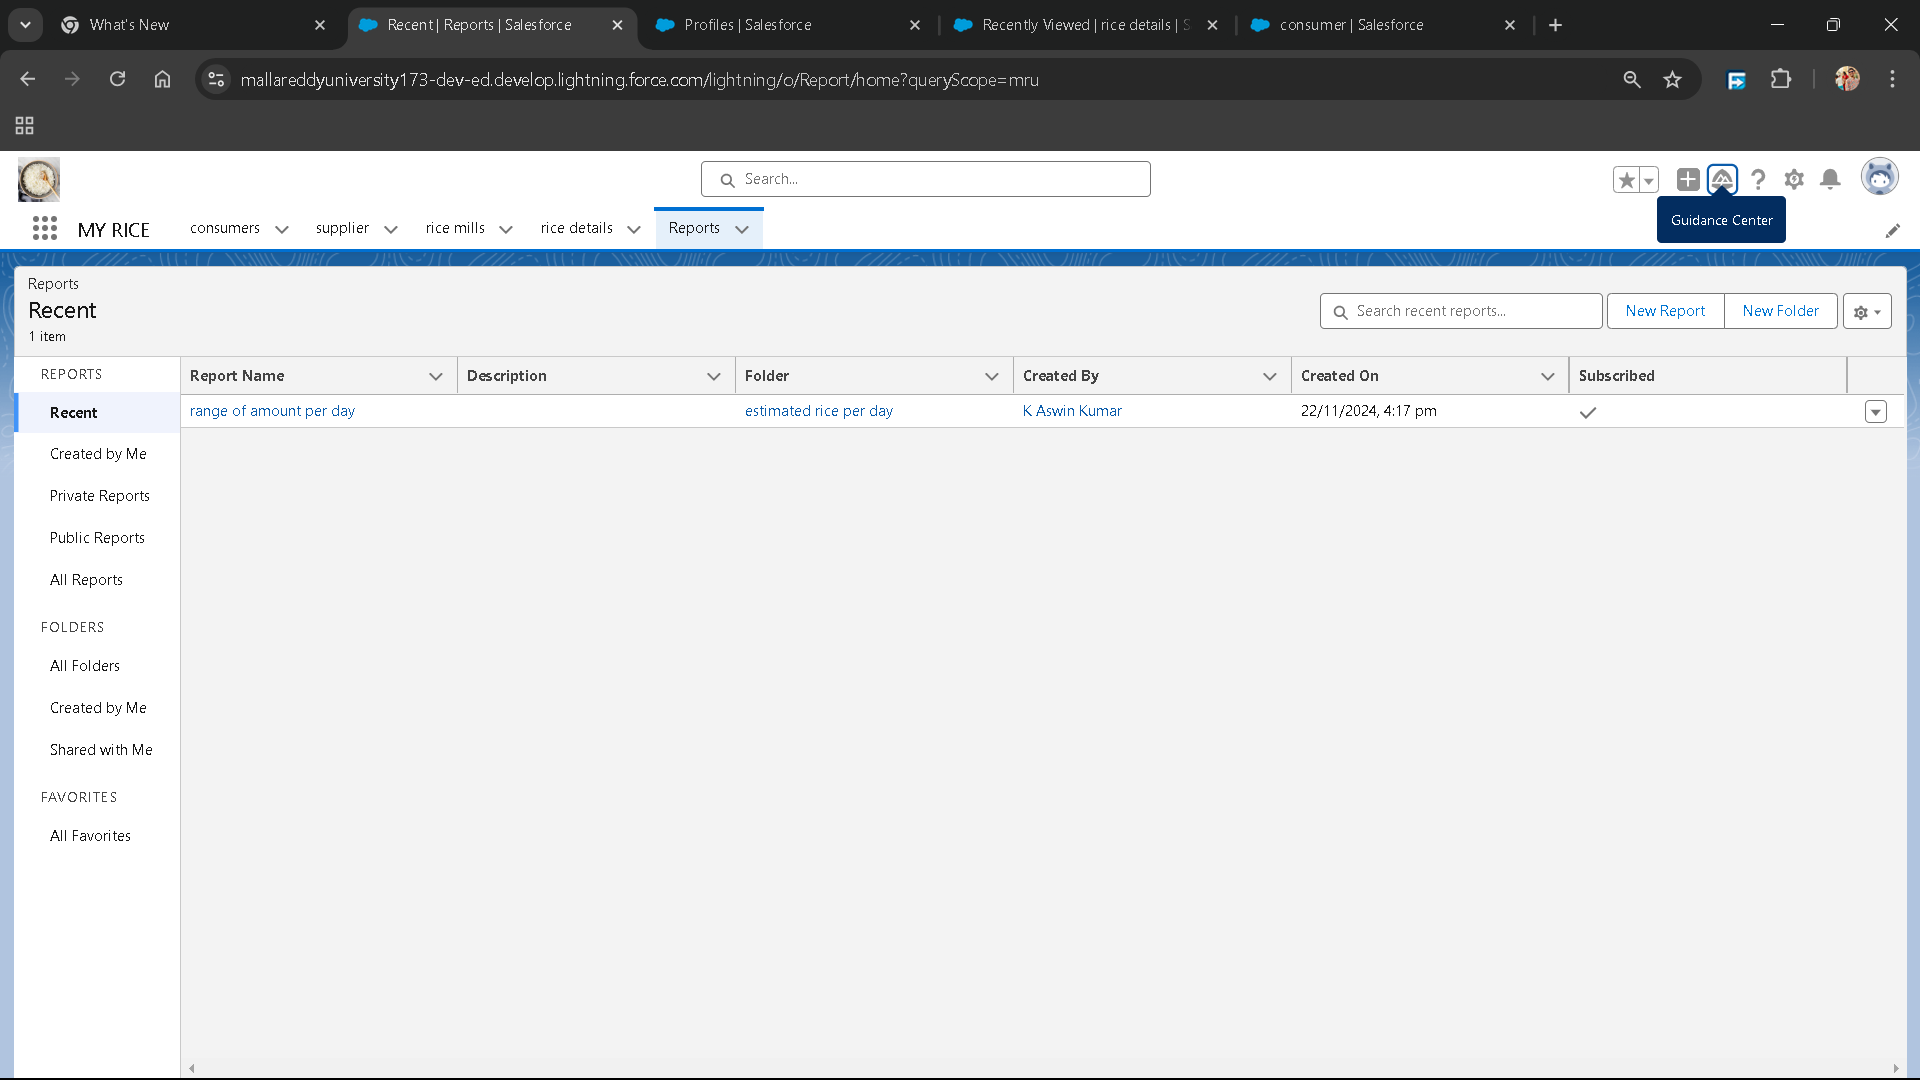 What's New
Recent | Reports | Salesforce
Profiles | Salesforce
Recently Viewed | rice details | S
consumer | Salesforce
mallareddyuniversity173-dev-ed.develop.lightning.force.com/lightning/o/Report/home?queryScope=mru
Search...
Guidance Center
MY RICE
consumers
supplier
rice mills
rice details
Reports
Reports
Recent
1 item
Search recent reports...
New Report
New Folder
REPORTS
Recent
Created by Me
Private Reports
Public Reports
All Reports
FOLDERS
All Folders
Created by Me
Shared with Me
FAVORITES
All Favorites
Report Name Description Folder Created By Created On Subscribed
range of amount per day estimated rice per day K Aswin Kumar 22/11/2024, 4:17 pm